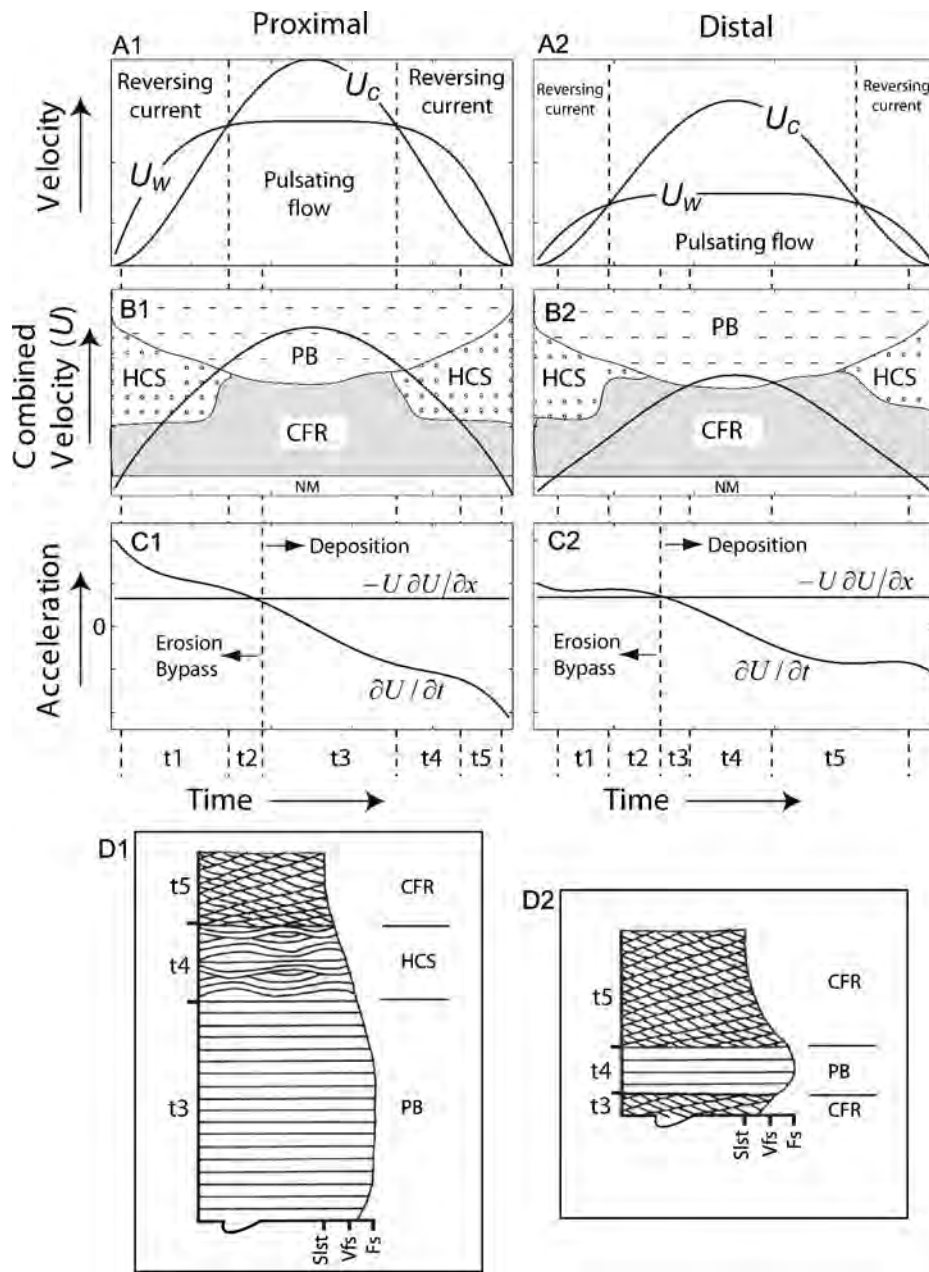 Proximal
Distal
A1
Velocity
Reversing
current
U_C
Reversing
current
U_W
Pulsating
flow
A2
Reversing
current
U_C
Reversing
current
U_W
Pulsating flow
B1
Combined
Velocity (U)
PB
HCS
HCS
CFR
NM
B2
PB
HCS
HCS
CFR
NM
C1
Acceleration
0
Deposition
−U ∂U/∂x
Erosion
Bypass
∂U/∂t
C2
Deposition
−U ∂U/∂x
Erosion
Bypass
∂U/∂t
t1 t2 t3 t4 t5
Time
t1 t2 t3 t4 t5
Time
D1
t5
CFR
t4
HCS
t3
PB
Slst
Vfs
Fs
D2
t5
CFR
t4
PB
t3
CFR
Slst
Vfs
Fs